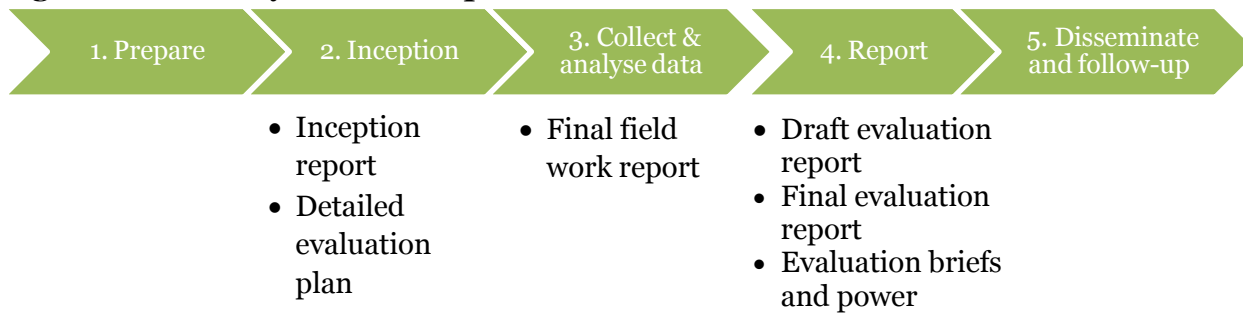 1. Prepare
2. Inception
3. Collect &
analyse data
4. Report
5. Disseminate
and follow-up
• Inception
report
• Detailed
evaluation
plan
• Final field
work report
• Draft evaluation
report
• Final evaluation
report
• Evaluation briefs
and power